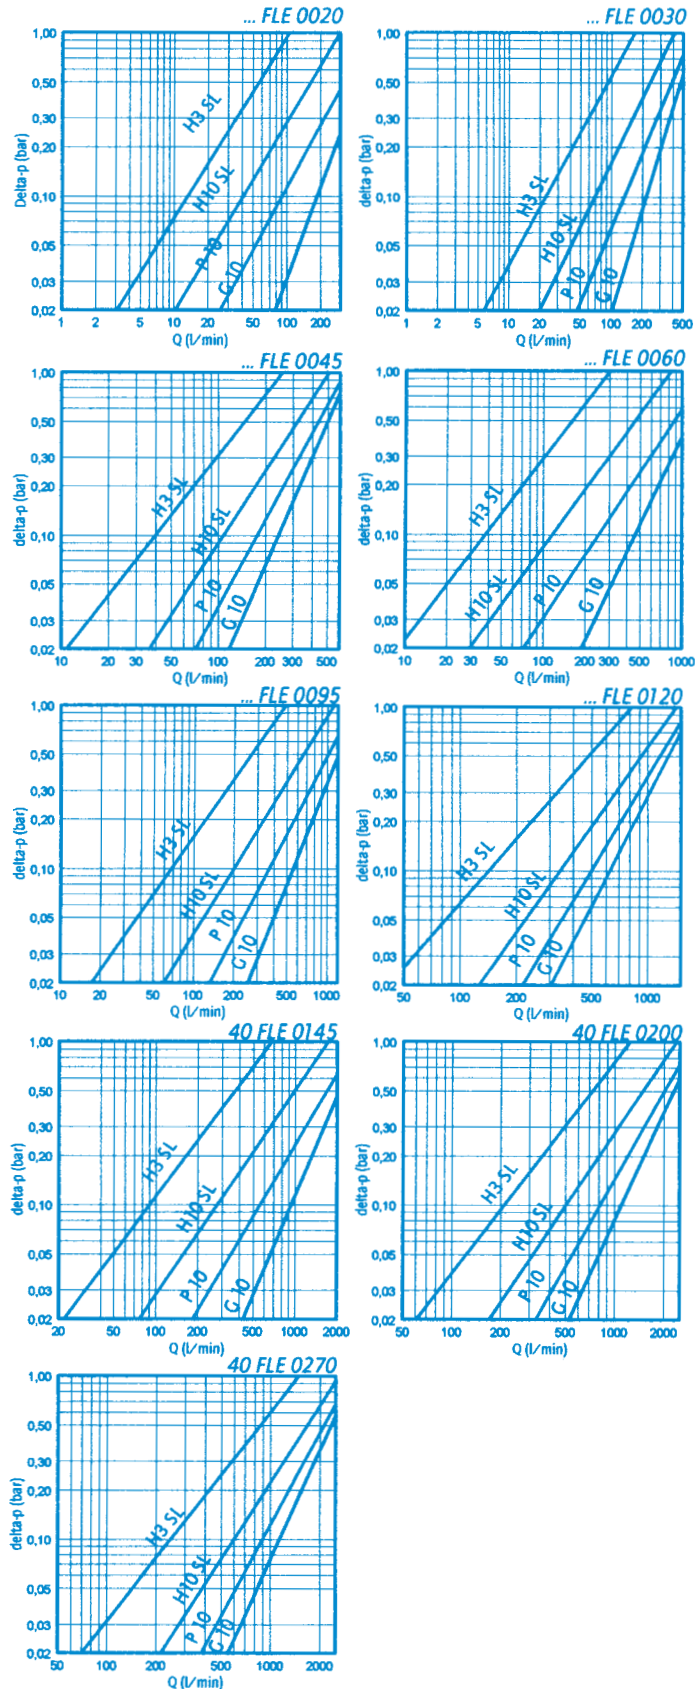 ... FLE 0020
1,00
0,50
0,30
0,20
0,10
0,05
0,03
0,02
Delta-p (bar)
H3 SL
H10 SL
P 10
G 10
1 2 5 10 20 50 100 200
Q (l/min)
... FLE 0030
1,00
0,50
0,30
0,20
0,10
0,05
0,03
0,02
delta-p (bar)
H3 SL
H10 SL
P 10
G 10
1 2 5 10 20 50 100 200 500
Q (l/min)
... FLE 0045
1,00
0,50
0,30
0,20
0,10
0,05
0,03
0,02
delta-p (bar)
H3 SL
H10 SL
P 10
G 10
10 20 30 50 100 200 300 500
Q (l/min)
... FLE 0060
1,00
0,50
0,30
0,20
0,10
0,05
0,03
0,02
delta-p (bar)
H3 SL
H10 SL
P 10
G 10
10 20 30 50 100 200 300 500 1000
Q (l/min)
... FLE 0095
1,00
0,50
0,30
0,20
0,10
0,05
0,03
0,02
delta-p (bar)
H3 SL
H10 SL
P 10
G 10
10 20 50 100 200 500 1000
Q (l/min)
... FLE 0120
1,00
0,50
0,30
0,20
0,10
0,05
0,03
0,02
delta-p (bar)
H3 SL
H10 SL
P 10
G 10
50 100 200 500 1000
Q (l/min)
40 FLE 0145
1,00
0,50
0,30
0,20
0,10
0,05
0,03
0,02
delta-p (bar)
H3 SL
H10 SL
P 10
G 10
20 50 100 200 500 1000 2000
Q (l/min)
40 FLE 0200
1,00
0,50
0,30
0,20
0,10
0,05
0,03
0,02
delta-p (bar)
H3 SL
H10 SL
P 10
G 10
50 100 200 500 1000 2000
Q (l/min)
40 FLE 0270
1,00
0,50
0,30
0,20
0,10
0,05
0,03
0,02
delta-p (bar)
H3 SL
H10 SL
P 10
G 10
50 100 200 500 1000 2000
Q (l/min)